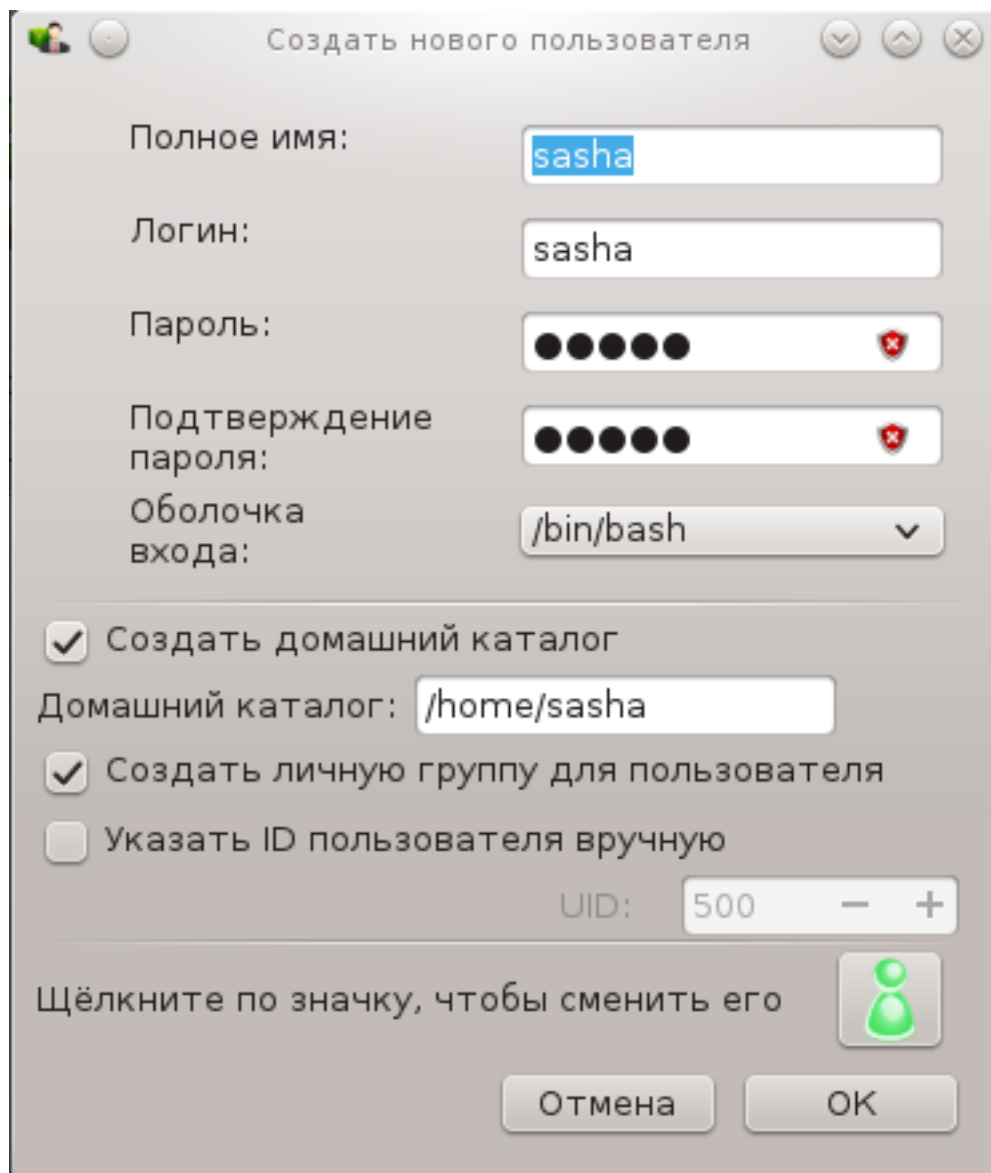 Создать нового пользователя
Полное имя:
sasha
Логин:
sasha
Пароль:
●●●●●
Подтверждение
пароля:
●●●●●
Оболочка
входа:
/bin/bash
Создать домашний каталог
Домашний каталог: /home/sasha
Создать личную группу для пользователя
Указать ID пользователя вручную
UID: 500
Щёлкните по значку, чтобы сменить его
Отмена OK